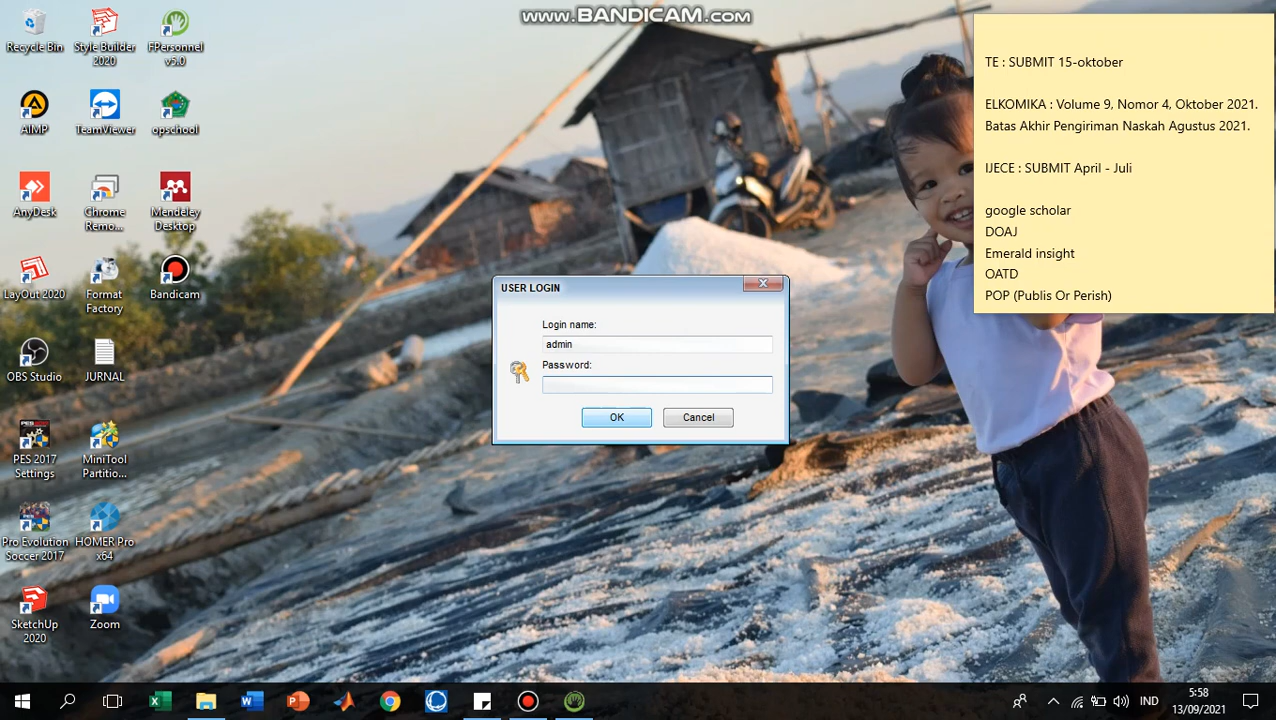 www.BANDICAM.com
Recycle Bin
Style Builder
2020
FPersonnel
v5.0
AIMP
TeamViewer
opschool
AnyDesk
Chrome
Remo...
Mendeley
Desktop
LayOut 2020
Format
Factory
Bandicam
OBS Studio
JURNAL
PES 2017
Settings
MiniTool
Partitio...
Pro Evolution
Soccer 2017
HOMER Pro
x64
SketchUp
2020
Zoom
TE : SUBMIT 15-oktober
ELKOMIKA : Volume 9, Nomor 4, Oktober 2021.
Batas Akhir Pengiriman Naskah Agustus 2021.
IJECE : SUBMIT April - Juli
google scholar
DOAJ
Emerald insight
OATD
POP (Publis Or Perish)
USER LOGIN
Login name:
admin
Password:
OK
Cancel
IND
5:58
13/09/2021